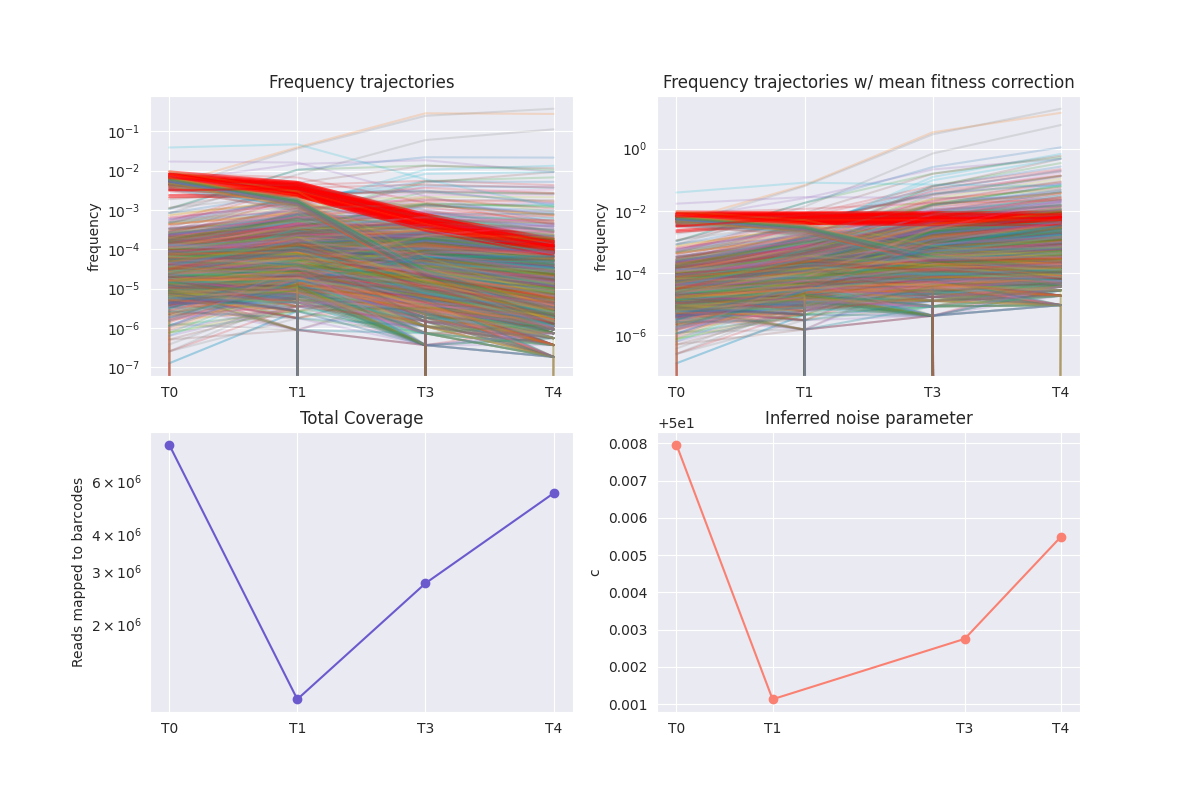 Frequency trajectories
frequency
10⁻¹
10⁻²
10⁻³
10⁻⁴
10⁻⁵
10⁻⁶
10⁻⁷
T0 T1 T3 T4
Frequency trajectories w/ mean fitness correction
frequency
10⁰
10⁻²
10⁻⁴
10⁻⁶
T0 T1 T3 T4
Total Coverage
Reads mapped to barcodes
6 × 10⁶
4 × 10⁶
3 × 10⁶
2 × 10⁶
T0 T1 T3 T4
Inferred noise parameter
+5e1
c
0.008
0.007
0.006
0.005
0.004
0.003
0.002
0.001
T0 T1 T3 T4